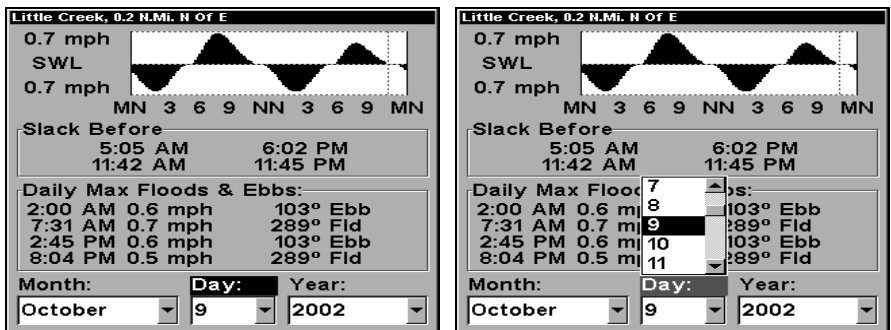 Little Creek, 0.2 N.Mi. N Of E
0.7 mph
SWL
0.7 mph
MN 3 6 9 NN 3 6 9 MN
Slack Before
5:05 AM 6:02 PM
11:42 AM 11:45 PM
Daily Max Floods & Ebbs:
2:00 AM 0.6 mph 103º Ebb
7:31 AM 0.7 mph 289º Fld
2:45 PM 0.6 mph 103º Ebb
8:04 PM 0.5 mph 289º Fld
Month: Day: Year:
October 9 2002
Little Creek, 0.2 N.Mi. N Of E
0.7 mph
SWL
0.7 mph
MN 3 6 9 NN 3 6 9 MN
Slack Before
5:05 AM 6:02 PM
11:42 AM 11:45 PM
Daily Max Flood bs:
2:00 AM 0.6 m 103º Ebb
7:31 AM 0.7 m 289º Fld
2:45 PM 0.6 m 103º Ebb
8:04 PM 0.5 m 289º Fld
7
8
9
10
11
Month: Day: Year:
October 9 2002